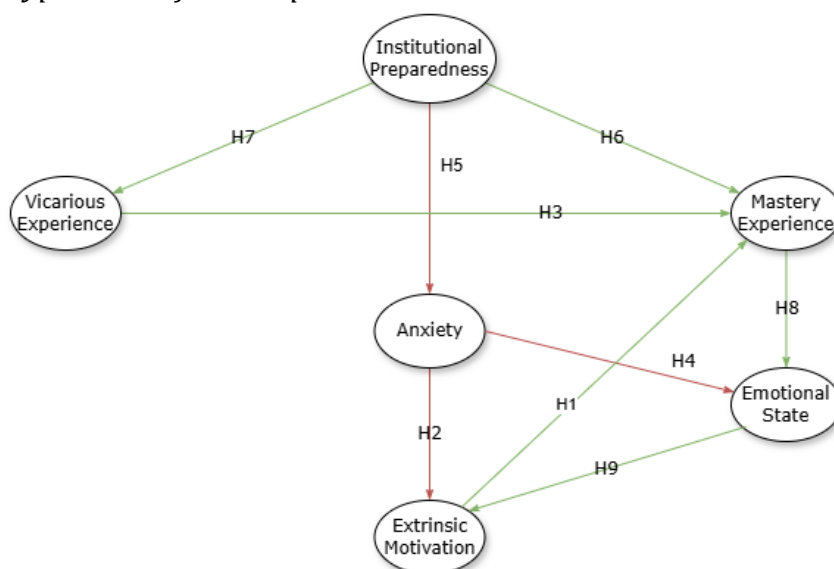 Institutional
Preparedness
H7
H6
H5
Vicarious
Experience
H3
Mastery
Experience
H8
Anxiety
H4
H1
Emotional
State
H2
H9
Extrinsic
Motivation